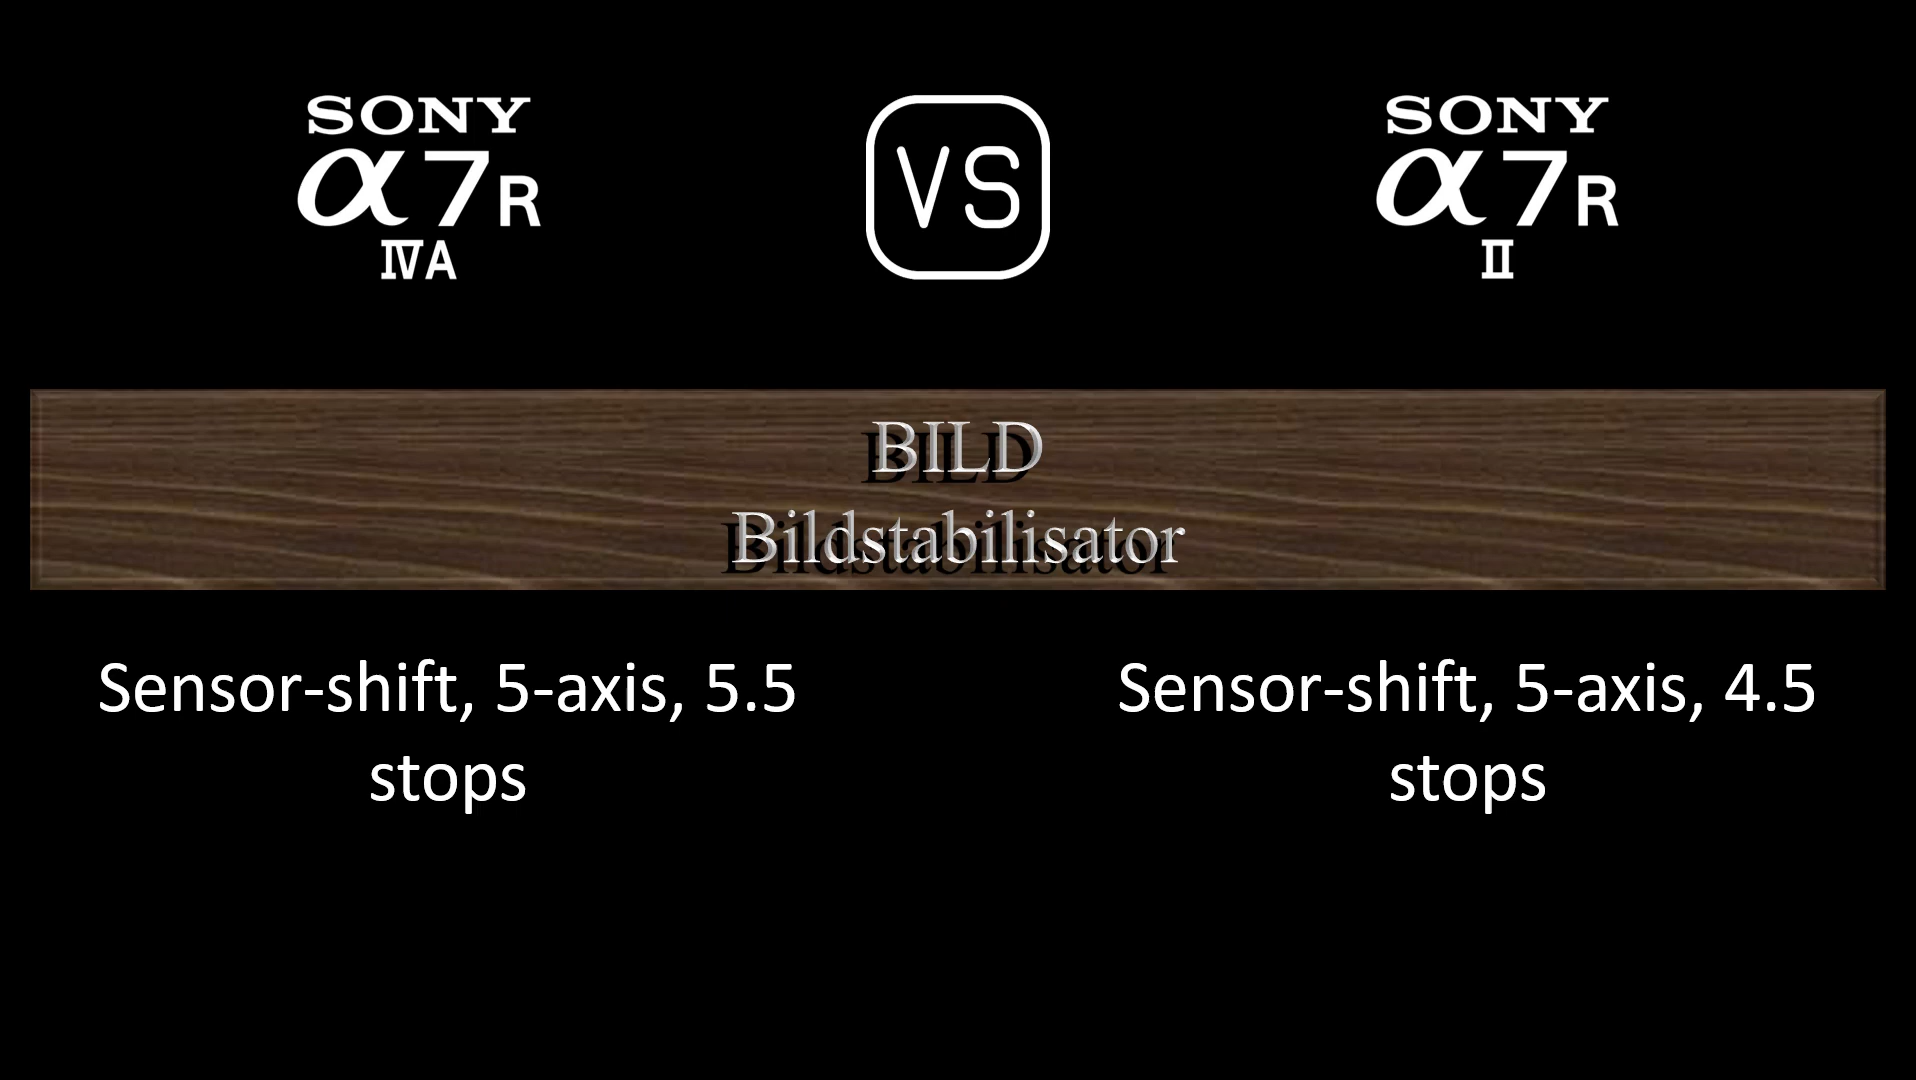 SONY
α7R
IVA
VS
SONY
α7R
II
BILD
Bildstabilisator
Sensor-shift, 5-axis, 5.5
stops
Sensor-shift, 5-axis, 4.5
stops